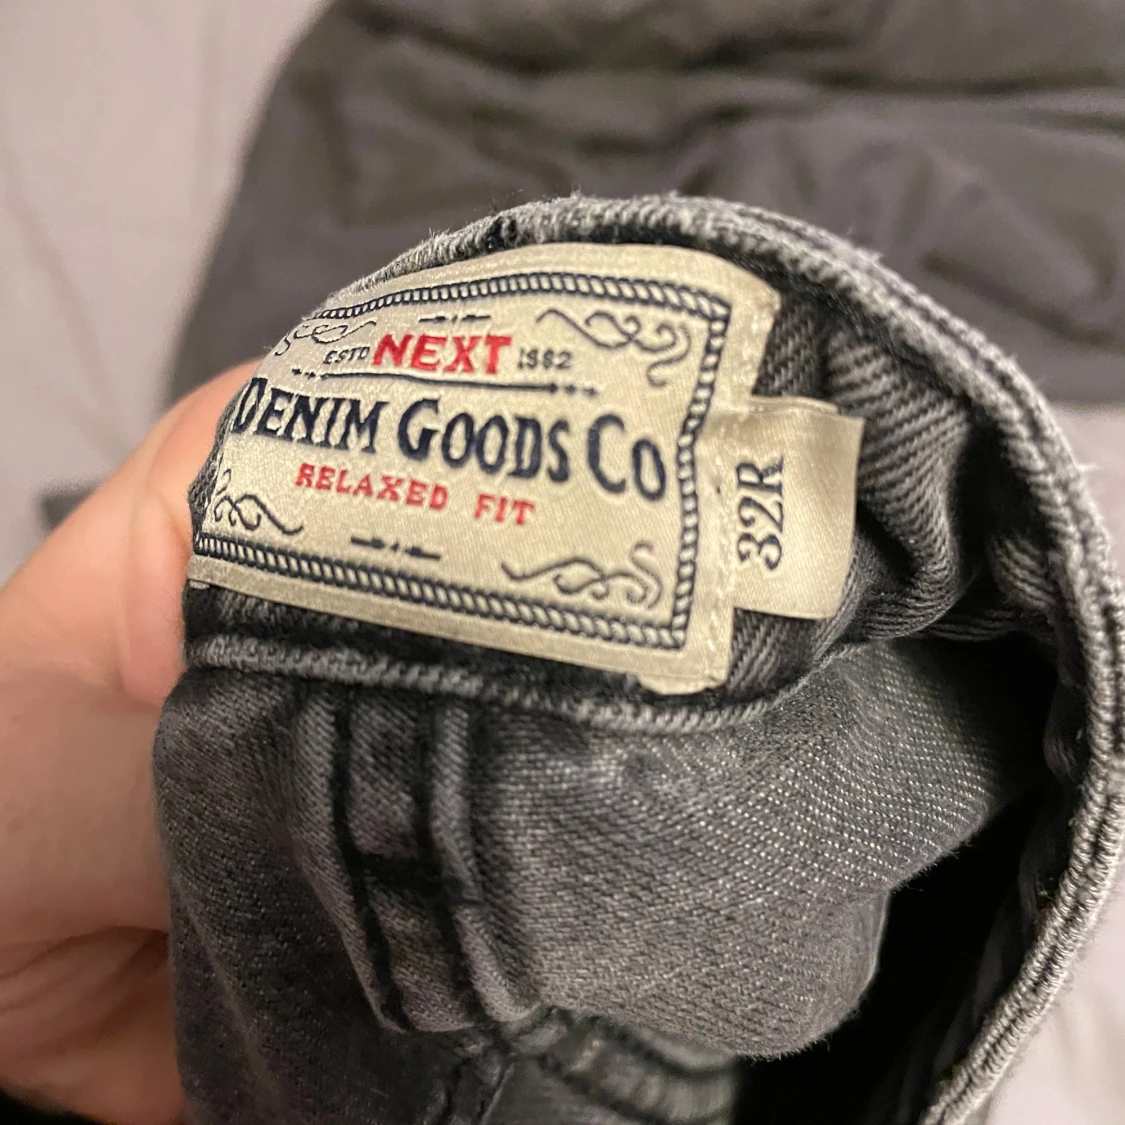 ESTD NEXT 1982
DENIM GOODS CO
RELAXED FIT
32R